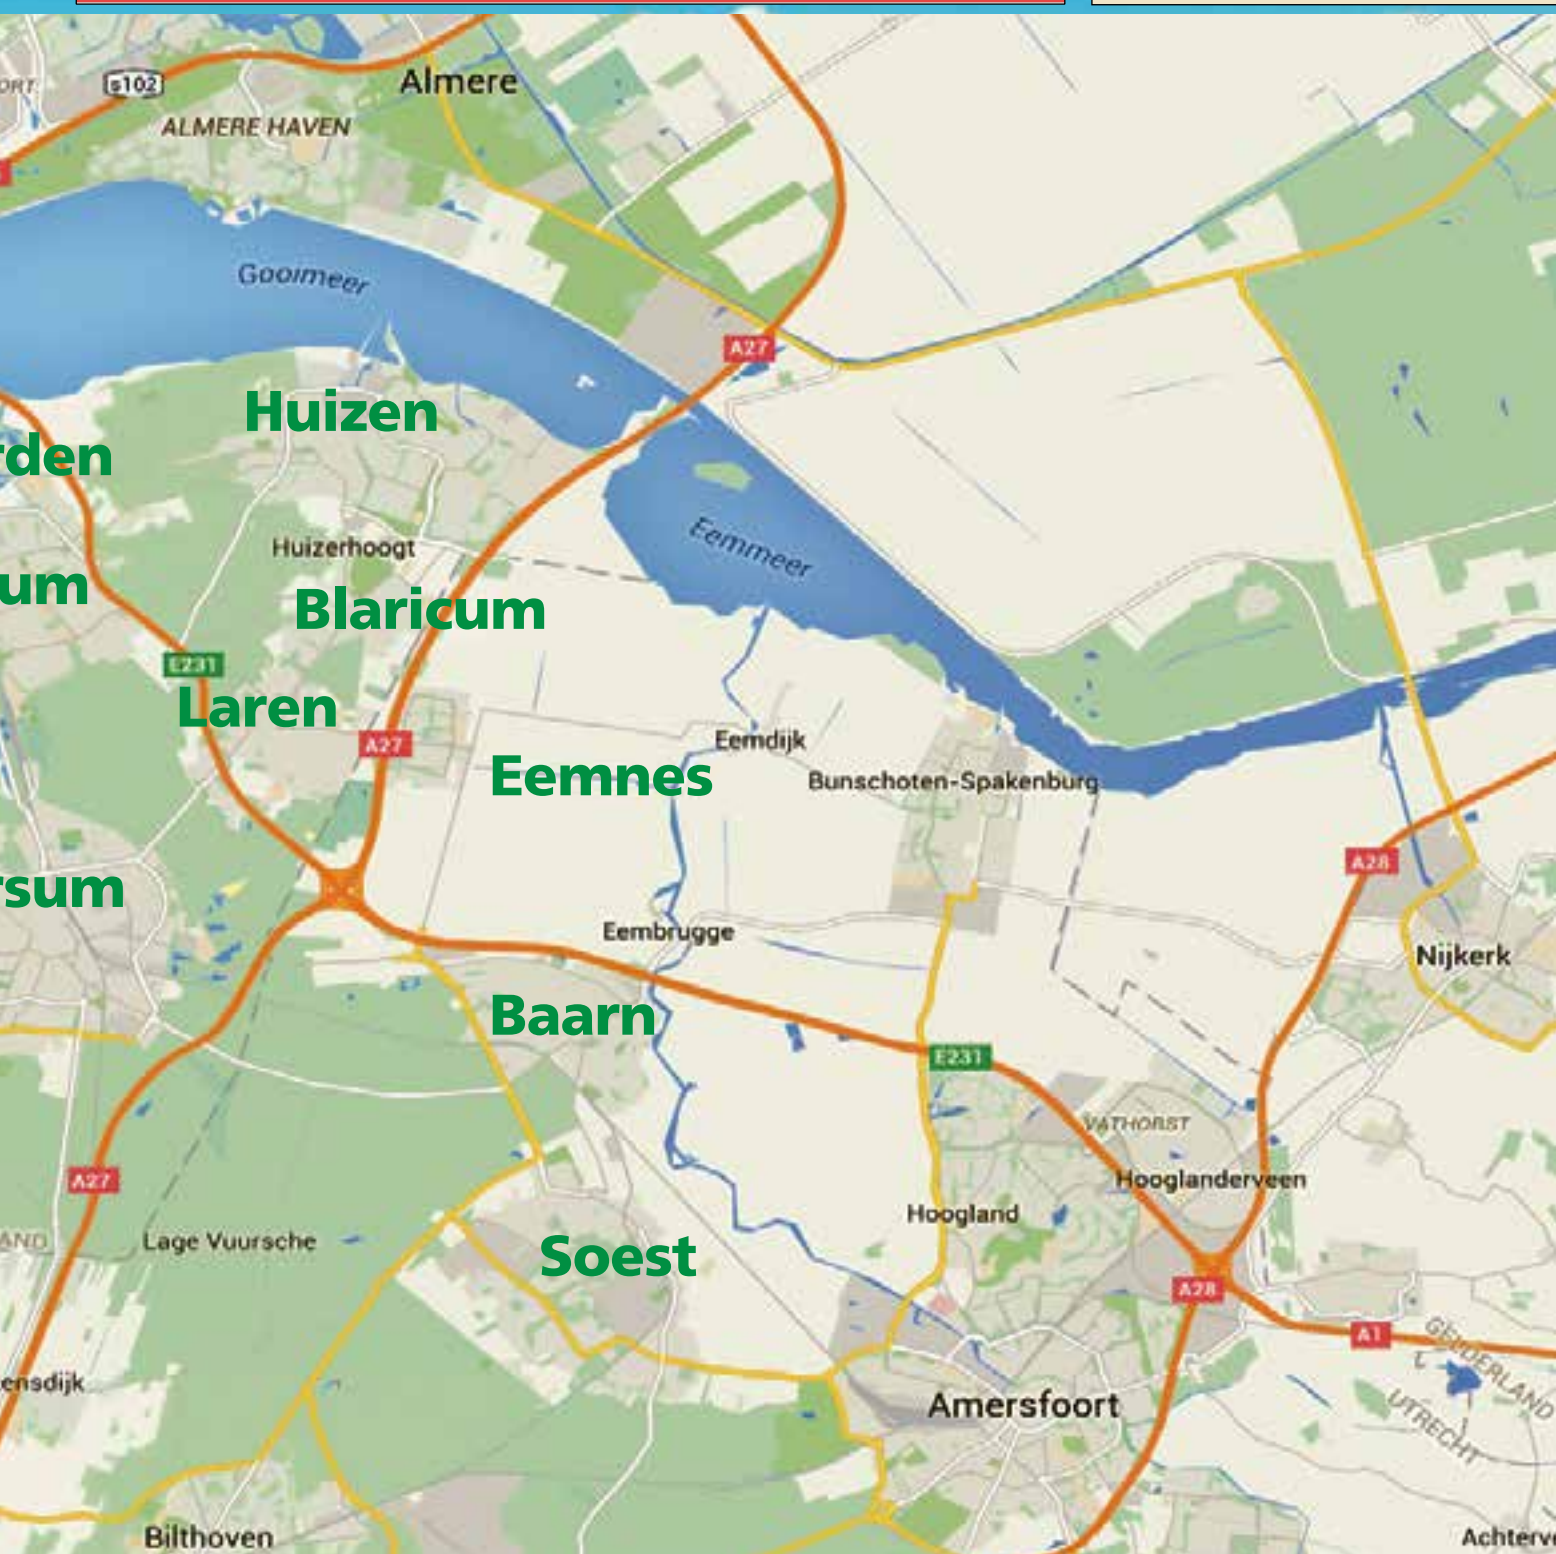 s102
Almere
ALMERE HAVEN
Gooimeer
A27
Huizen
rden
Eemmeer
Huizerhoogt
um
Blaricum
E231
Laren
A27
Eemdijk
Eemnes
Bunschoten-Spakenburg
A28
rsum
Eembrugge
Nijkerk
Baarn
E231
VATHORST
A27
Hooglanderveen
Hoogland
AND
Lage Vuursche
Soest
A28
A1
GELDERLAND
UTRECHT
ensdijk
Amersfoort
Bilthoven
Achterve